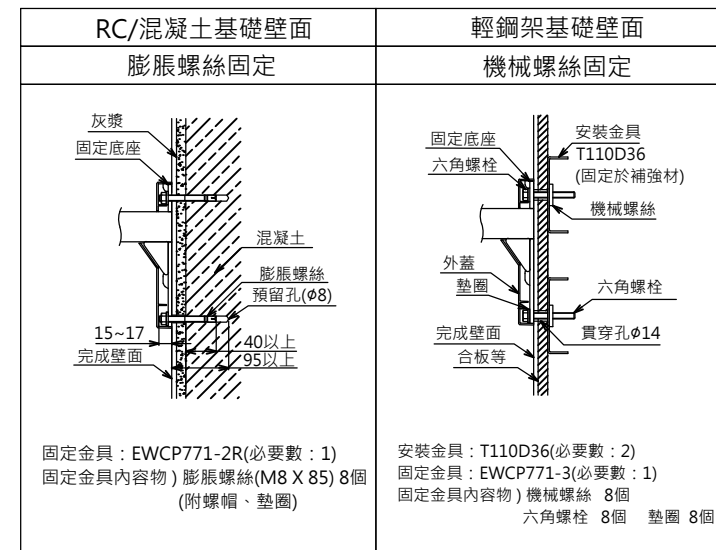 RC/混凝土基礎壁面
膨脹螺絲固定
灰漿
固定底座
混凝土
膨脹螺絲
預留孔(φ8)
15~17
40以上
完成壁面
95以上
固定金具：EWCP771-2R(必要數：1)
固定金具內容物）膨脹螺絲(M8 X 85) 8個
(附螺帽、墊圈)
輕鋼架基礎壁面
機械螺絲固定
固定底座
安裝金具
六角螺栓
T110D36
(固定於補強材)
機械螺絲
外蓋
墊圈
六角螺栓
完成壁面
貫穿孔φ14
合板等
安裝金具：T110D36(必要數：2)
固定金具：EWCP771-3(必要數：1)
固定金具內容物）機械螺絲 8個
六角螺栓 8個 墊圈 8個